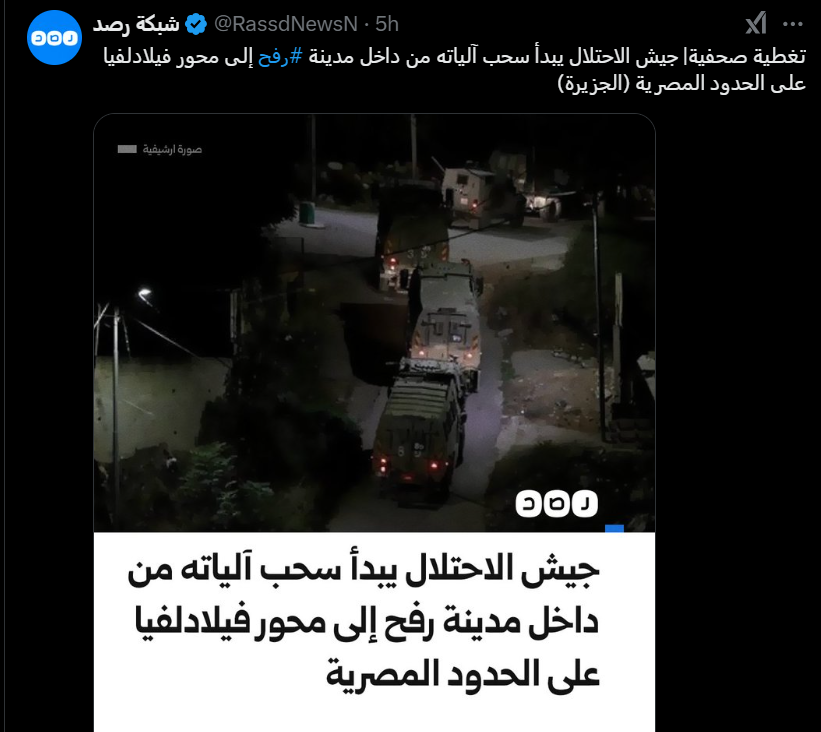 شبكة رصد @RassdNewsN · 5h
تغطية صحفية| جيش الاحتلال يبدأ سحب آلياته من داخل مدينة #رفح إلى محور فيلادلفيا
على الحدود المصرية (الجزيرة)
صورة ارشيفية
رصد
جيش الاحتلال يبدأ سحب آلياته من
داخل مدينة رفح إلى محور فيلادلفيا
على الحدود المصرية